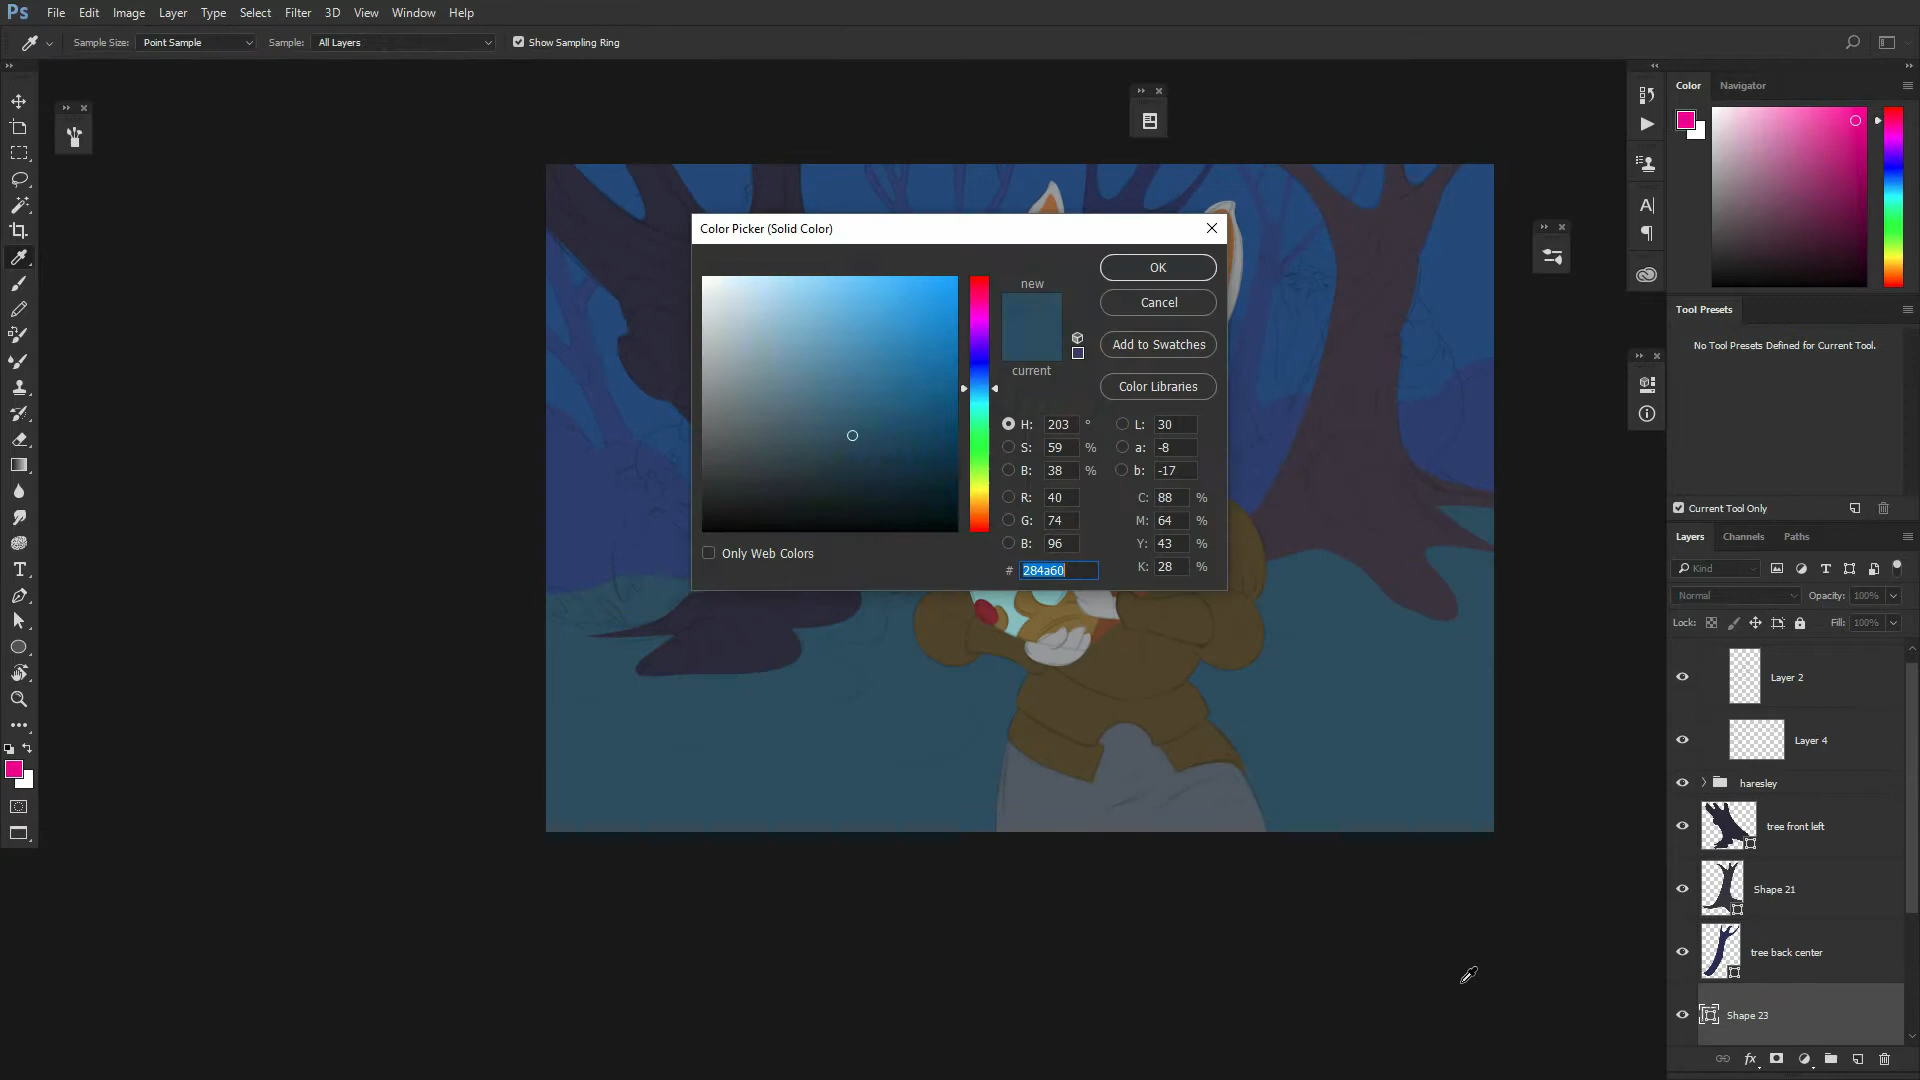 Ps File Edit Image Layer Type Select Filter 3D View Window Help
Sample Size: Point Sample Sample: All Layers Show Sampling Ring
Color Navigator
Color Picker (Solid Color)
OK
new
Cancel
Add to Swatches
current
Color Libraries
H: 203 ° L: 30
S: 59 % a: -8
B: 38 % b: -17
R: 40 C: 88 %
G: 74 M: 64 %
B: 96 Y: 43 %
Only Web Colors
# 284a60 K: 28 %
Tool Presets
No Tool Presets Defined for Current Tool.
Current Tool Only
Layers Channels Paths
Kind
Normal Opacity: 100%
Lock: Fill: 100%
Layer 2
Layer 4
haresley
tree front left
Shape 21
tree back center
Shape 23
fx